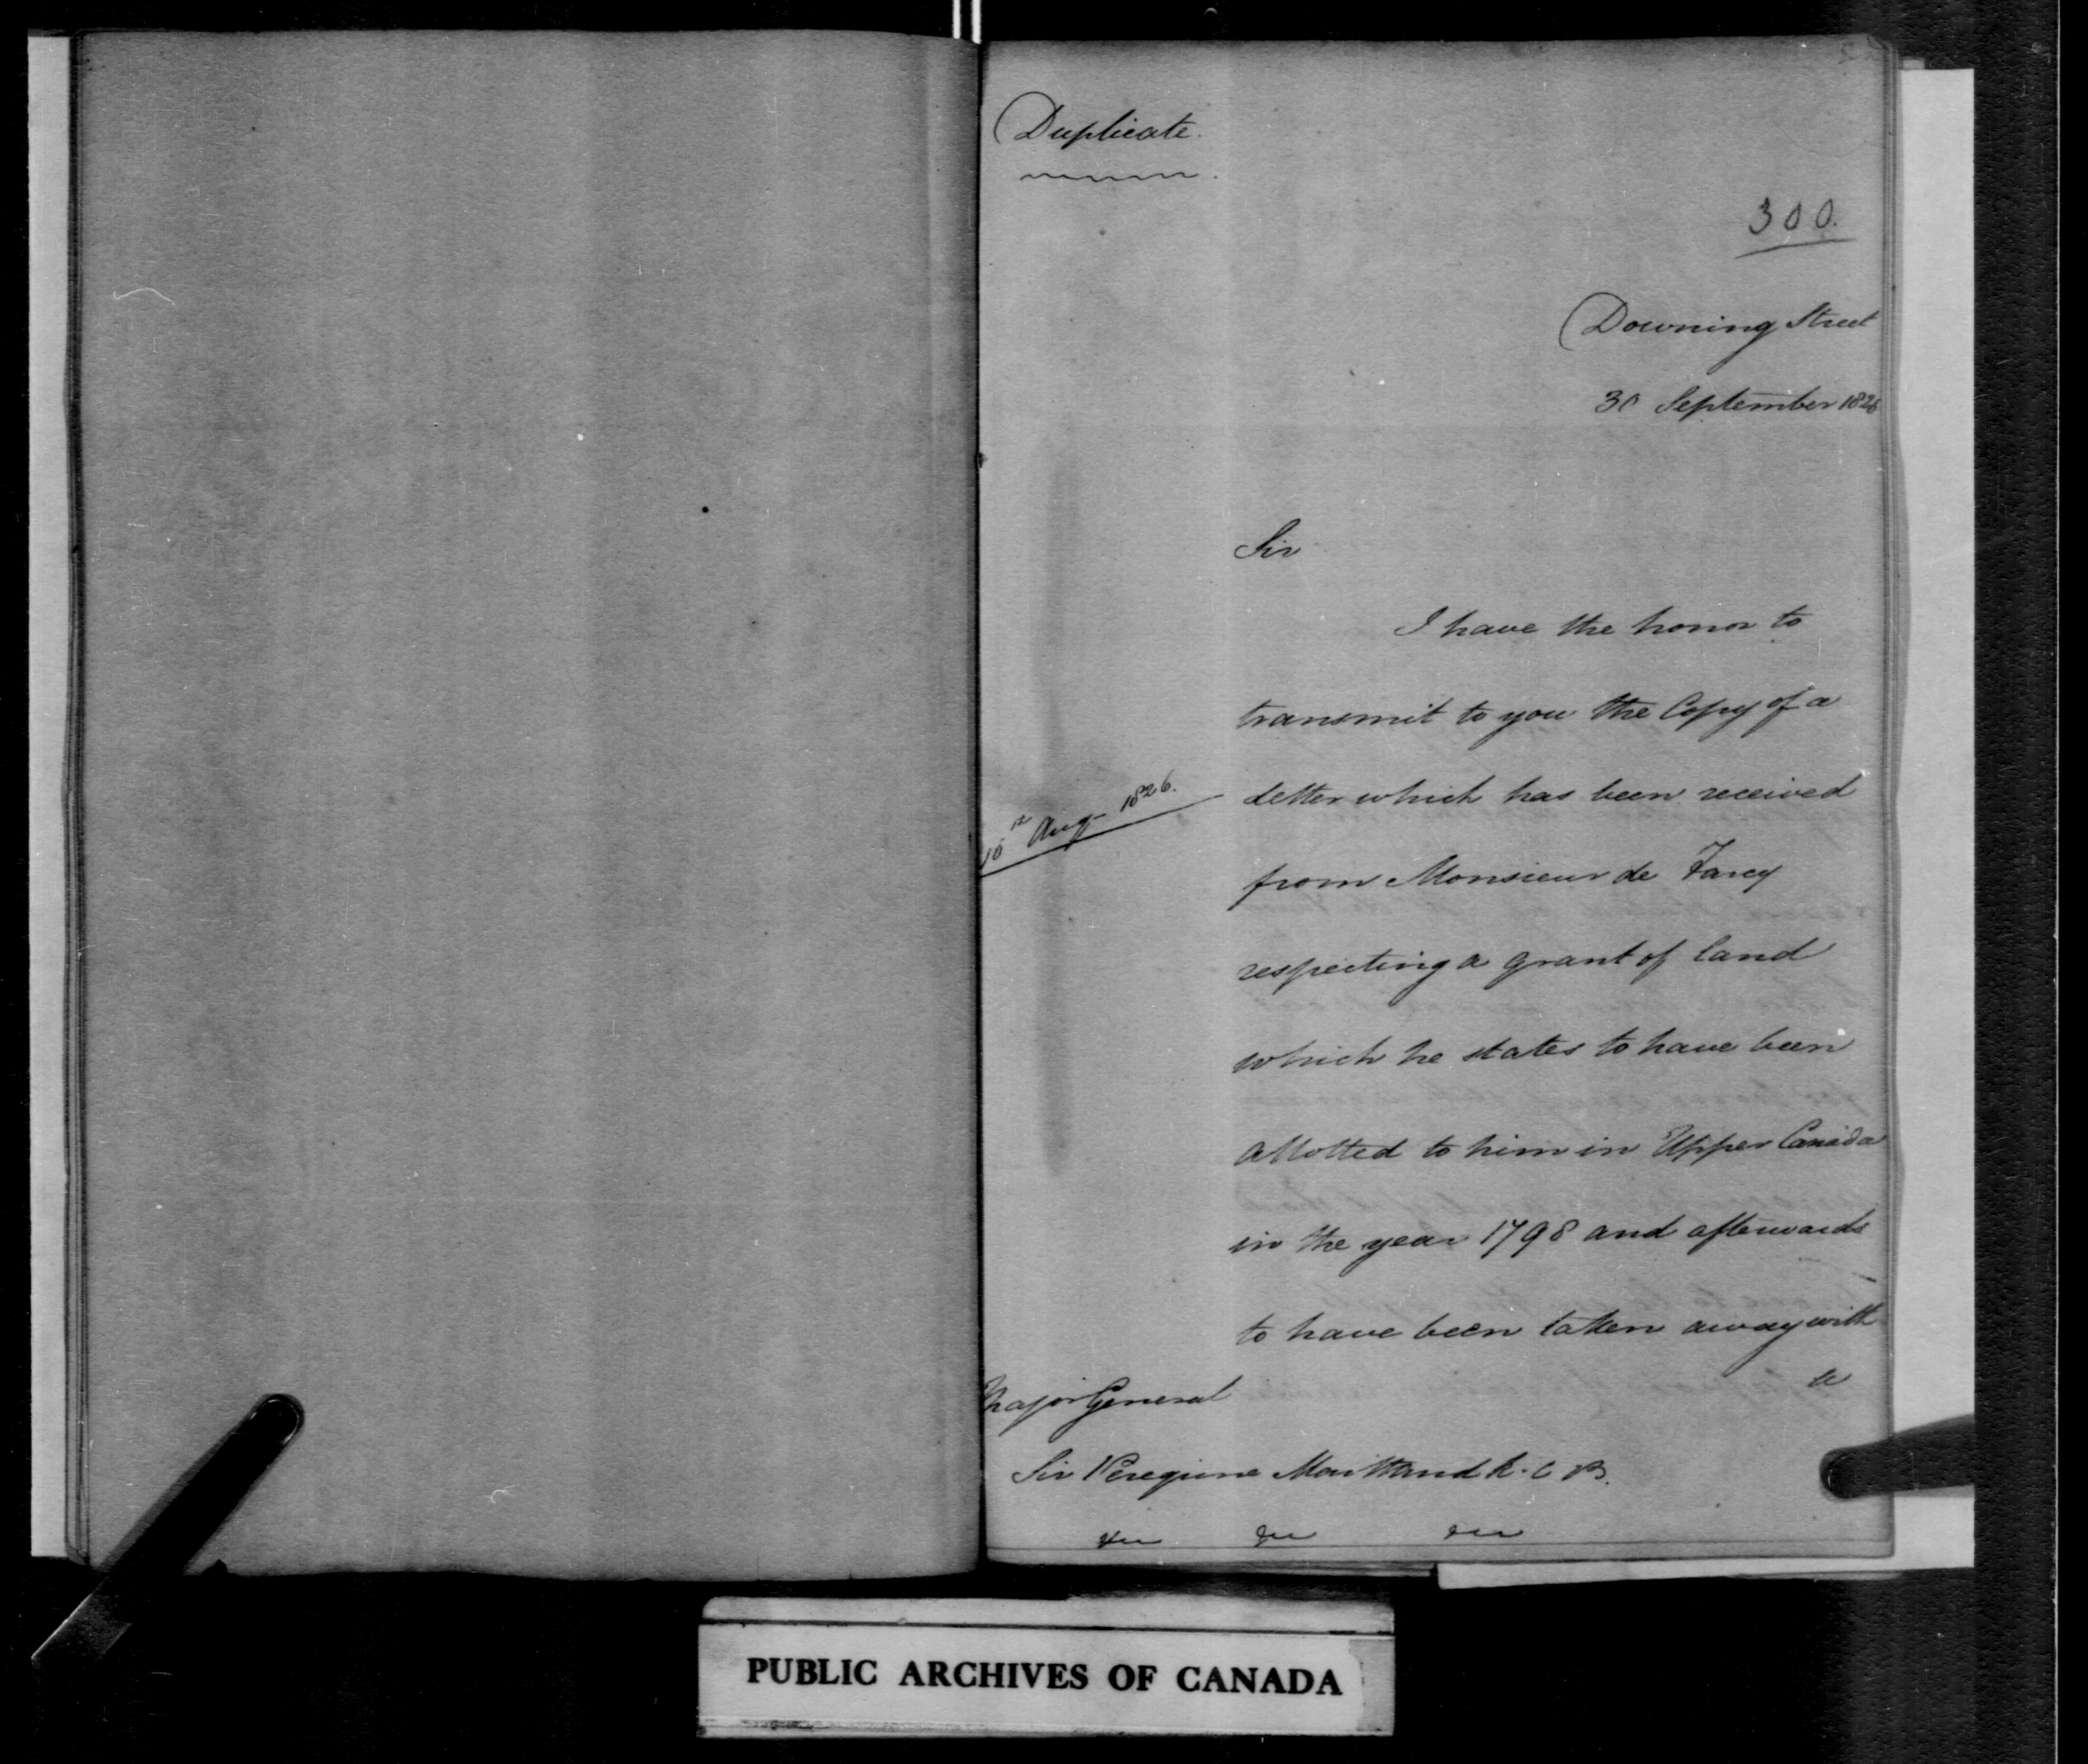 Duplicate.
300.
Downing Street
30 September 1826
Sir
I have the honor to
transmit to you the Copy of a
10th Aug- 1826.
Letter which has been received
from Monsieur de Farcy
respecting a grant of land
which he states to have been
allotted to him in Upper Canada
in the year 1798 and afterwards
to have been taken away with
Major General
Sir Peregrine Maitland K. C B.
PUBLIC ARCHIVES OF CANADA